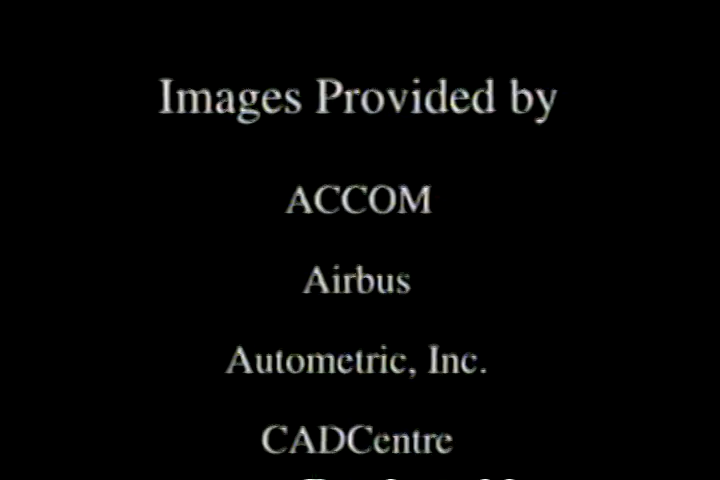 Images Provided by
ACCOM
Airbus
Autometric, Inc.
CADCentre